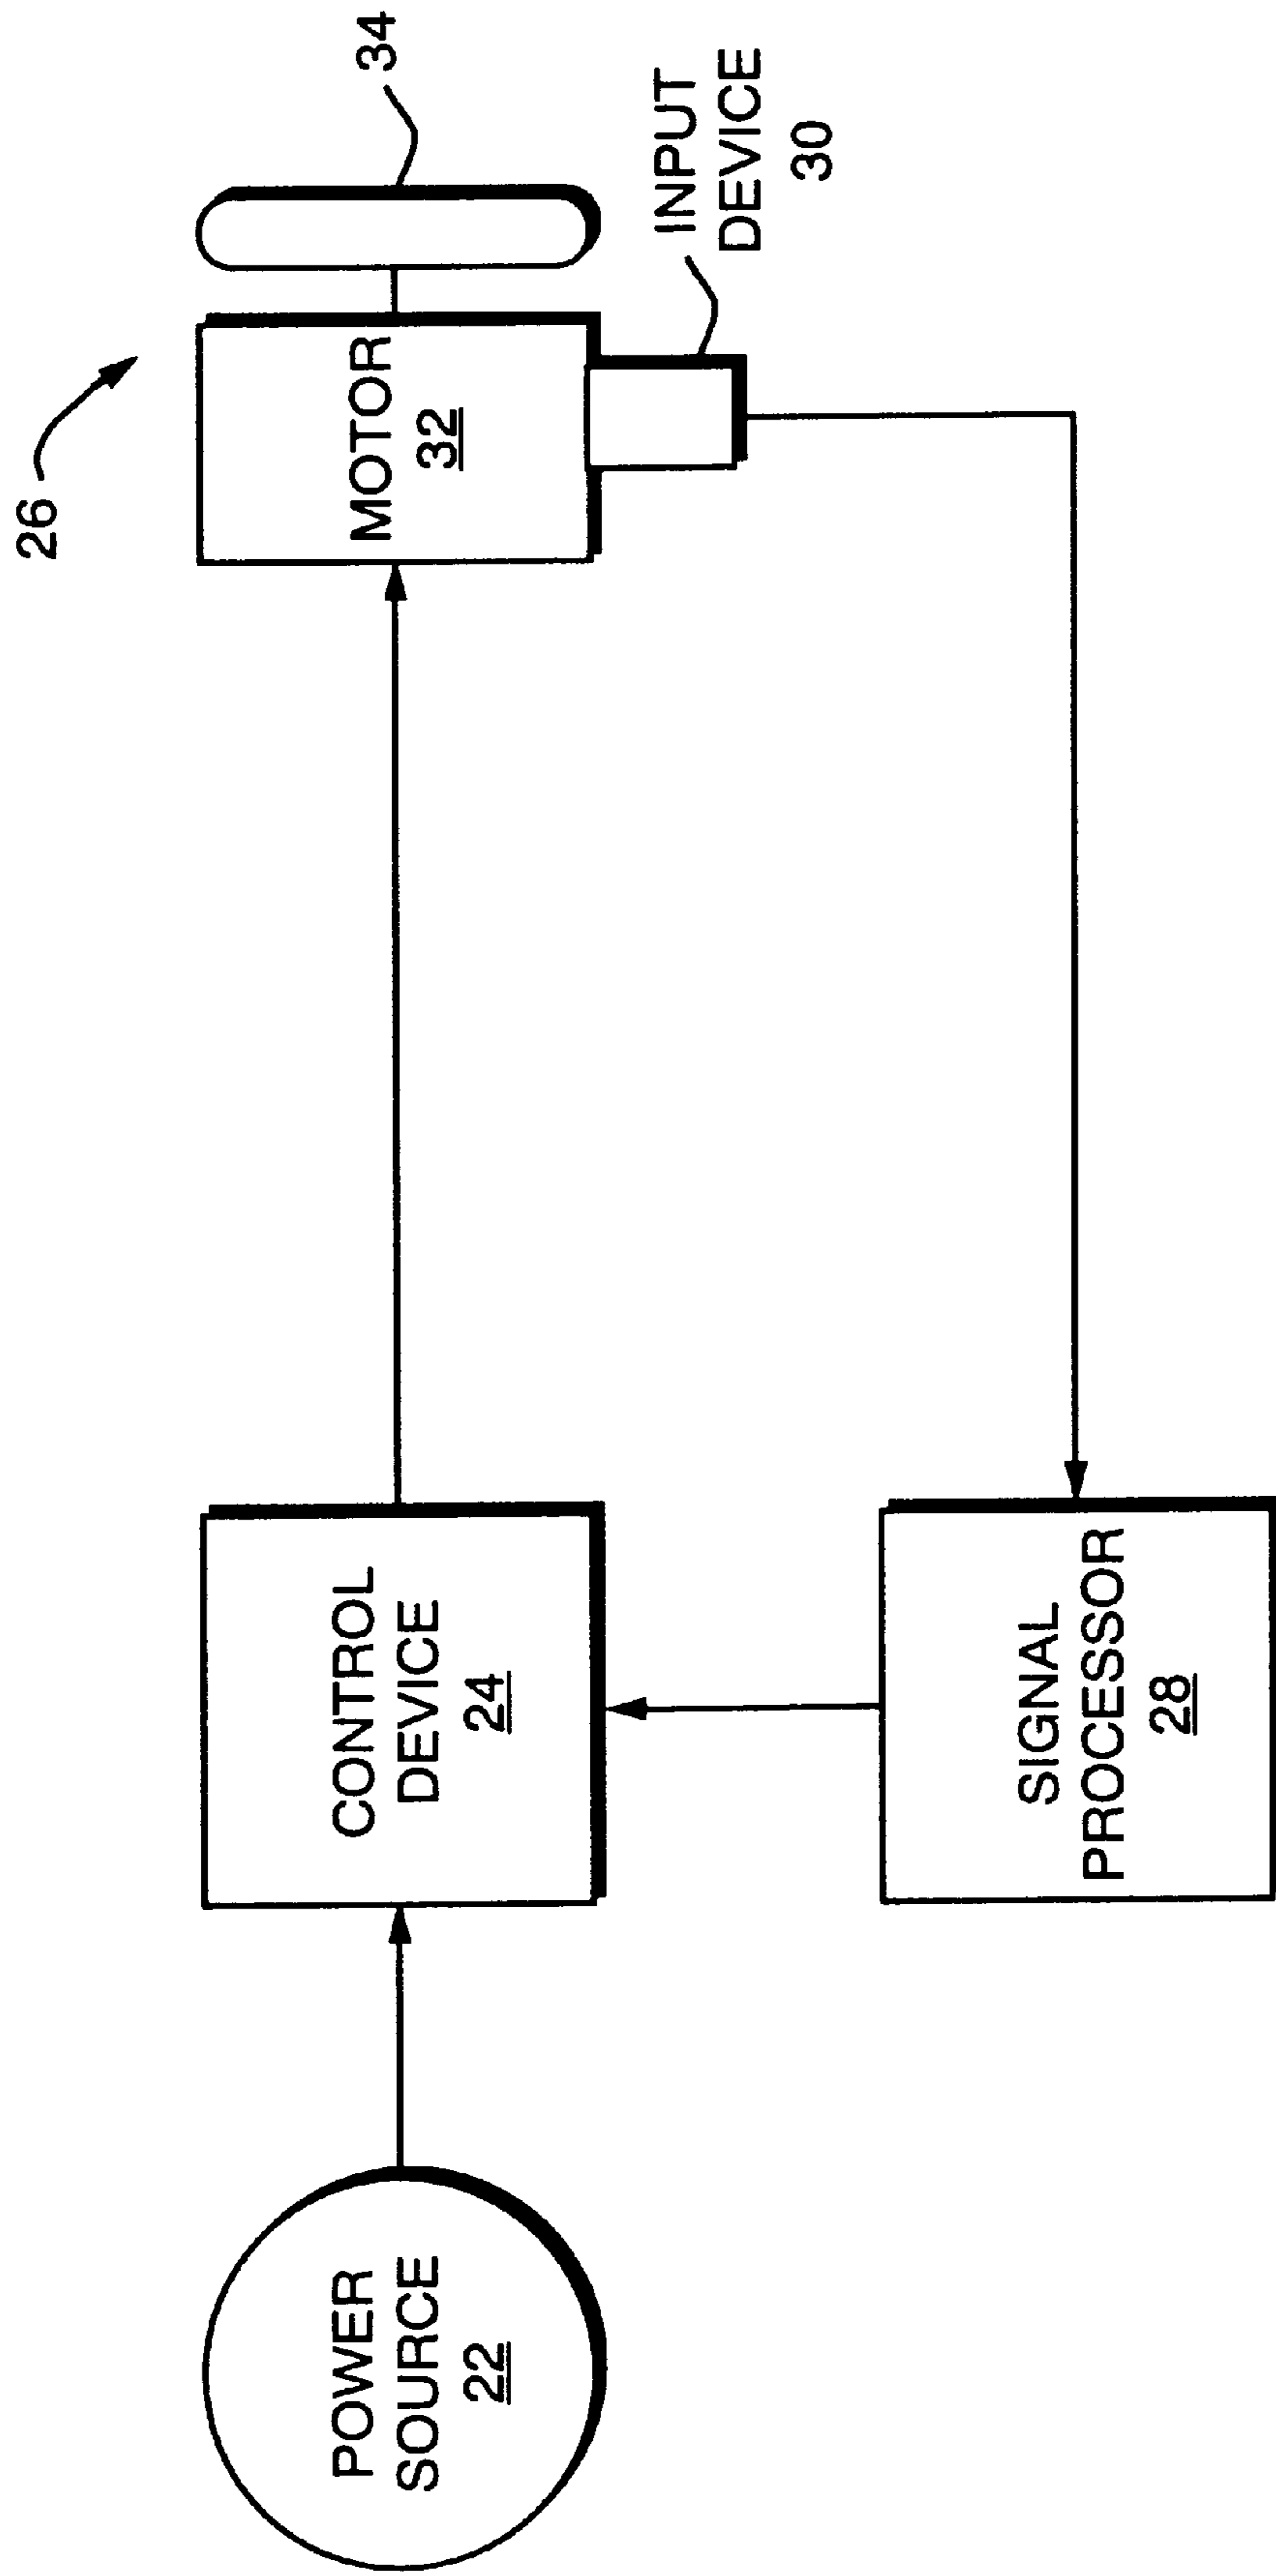 26
POWER
SOURCE
22
CONTROL
DEVICE
24
MOTOR
32
34
INPUT
DEVICE
30
SIGNAL
PROCESSOR
28